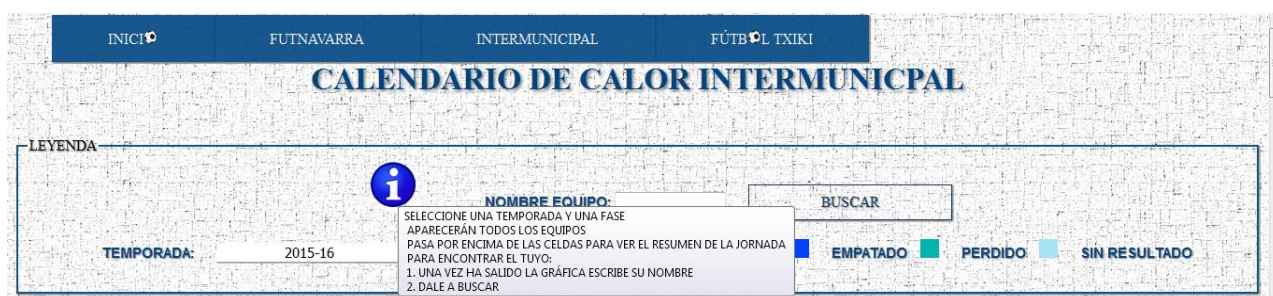 INICIO FUTNAVARRA INTERMUNICIPAL FÚTBOL TXIKI
CALENDARIO DE CALOR INTERMUNICPAL
LEYENDA
NOMBRE EQUIPO: BUSCAR
SELECCIONE UNA TEMPORADA Y UNA FASE
APARECERÁN TODOS LOS EQUIPOS
PASA POR ENCIMA DE LAS CELDAS PARA VER EL RESUMEN DE LA JORNADA
PARA ENCONTRAR EL TUYO:
1. UNA VEZ HA SALIDO LA GRÁFICA ESCRIBE SU NOMBRE
2. DALE A BUSCAR
TEMPORADA: 2015-16 EMPATADO PERDIDO SIN RESULTADO